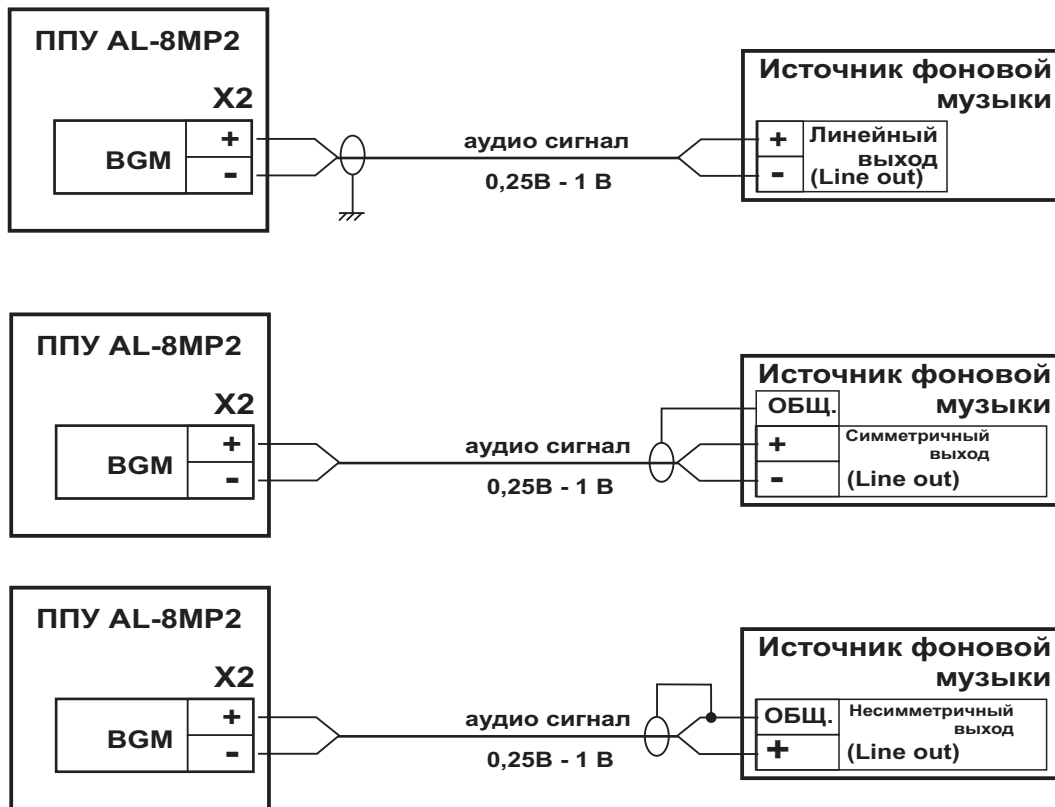 ППУ AL-8MP2
X2
BGM
+
-
аудио сигнал
0,25В - 1 В
Источник фоновой
музыки
+
-
Линейный
выход
(Line out)
ППУ AL-8MP2
X2
BGM
+
-
аудио сигнал
0,25В - 1 В
Источник фоновой
музыки
ОБЩ.
+
-
Симметричный
выход
(Line out)
ППУ AL-8MP2
X2
BGM
+
-
аудио сигнал
0,25В - 1 В
Источник фоновой
музыки
ОБЩ.
+
Несимметричный
выход
(Line out)